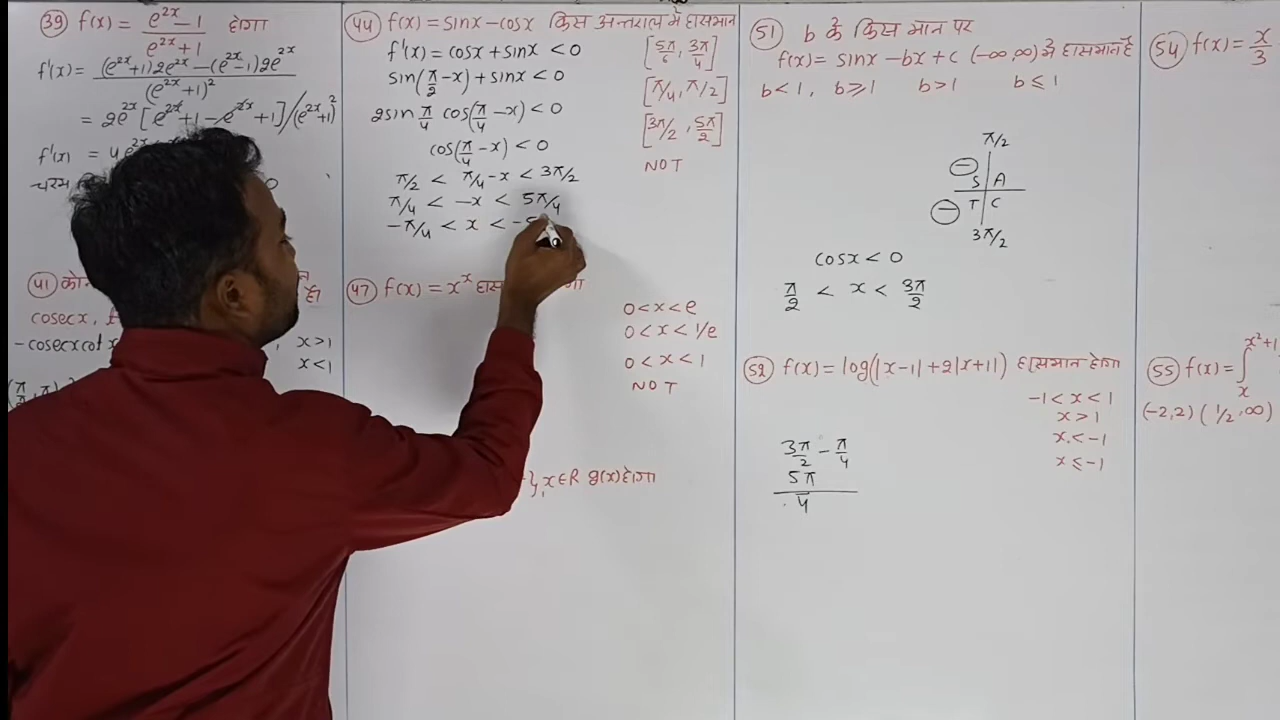 39 f(x) = e^2x − 1 / e^2x + 1 होगा
f'(x) = (e^2x+1)2e^2x − (e^2x−1)2e^2x / (e^2x+1)^2
= 2e^2x [e^2x+1 − e^2x+1]/(e^2x+1)^2
f'(x) = 4e^2x
41
cosecx,
-cosecxcotx
x>1
x<1
44 f(x) = sinx − cosx किस अन्तराल में ह्रासमान
f'(x) = cosx + sinx < 0
sin(π/2 − x) + sinx < 0
2sin π/4 cos(π/4 − x) < 0
cos(π/4 − x) < 0
π/2 < π/4 − x < 3π/2
π/4 < −x < 5π/4
−π/4 < x < −5
[5π/6, 3π/4]
[π/4, π/2]
[3π/2, 5π/2]
NOT
47 f(x) = x^x
0<x<e
0<x<1/e
0<x<1
NOT
x∈R g(x) होगा
51 b के किस मान पर
f(x) = sinx − bx + c (-∞,∞) में ह्रासमान है
b<1, b≥1 b>1 b≤1
π/2
− S A
− T C
3π/2
cosx < 0
π/2 < x < 3π/2
52 f(x) = log(|x−1|+2|x+1|) ह्रासमान होगा
-1<x<1
x>1
x<-1
x≤-1
3π/2 − π/4
5π/4
54 f(x) = x/3
55 f(x) = ∫ x^2+1 x
(-2,2) (1/2,∞)